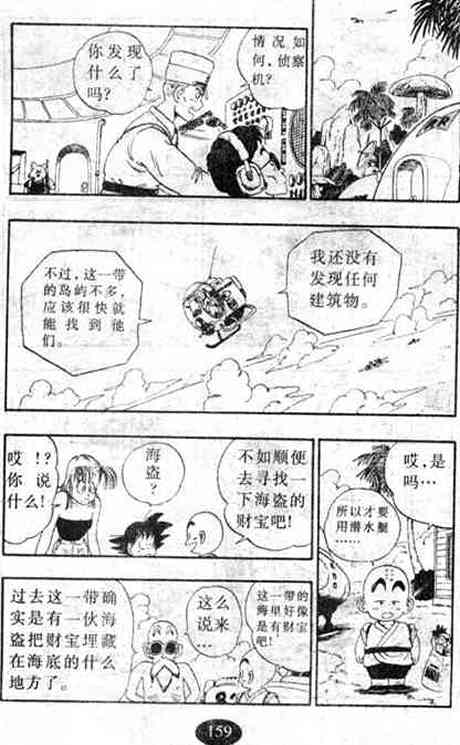 情况如
何，侦察
机？
你发现
什么了
吗？
我还没有
发现任何
建筑物。
不过，这一带
的岛屿不多，
应该很快就
能找到他
们。
哎，是
吗…
所以才要
用潜水艇
……
不如顺便
去寻找一
下海盗的
财宝吧！
海
盗
？
哎！？
你说
什么！
这一带的
海里好像
是有财宝
吧！
这么
说来
…
过去这一带确
实是有一伙海
盗把财宝埋藏
在海底的什么
地方了。
159